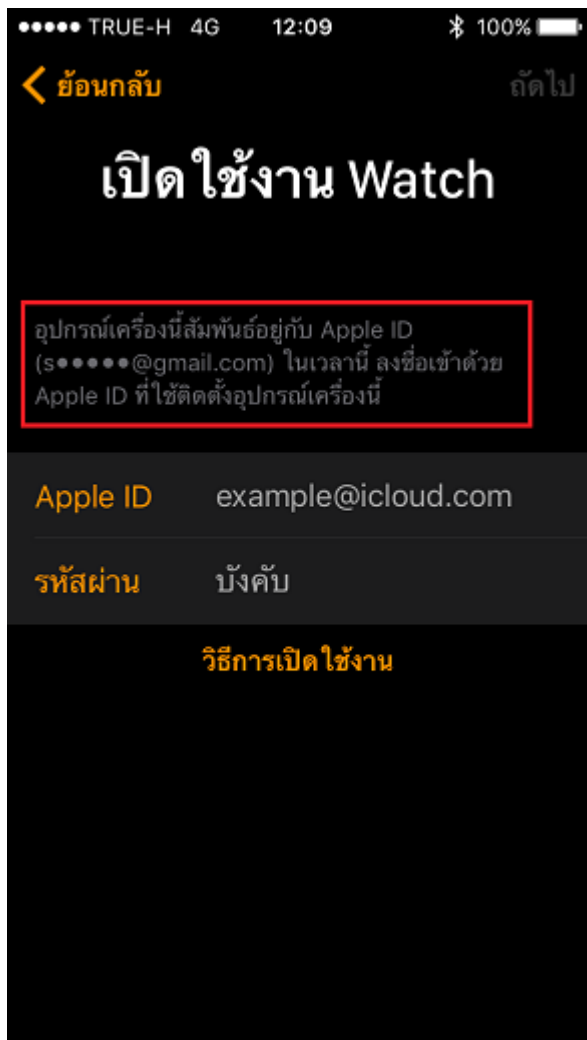 TRUE-H 4G 12:09 100%
ย้อนกลับ ถัดไป
เปิดใช้งาน Watch
อุปกรณ์เครื่องนี้สัมพันธ์อยู่กับ Apple ID
(s●●●●●@gmail.com) ในเวลานี้ ลงชื่อเข้าด้วย
Apple ID ที่ใช้ติดตั้งอุปกรณ์เครื่องนี้
Apple ID example@icloud.com
รหัสผ่าน บังคับ
วิธีการเปิดใช้งาน